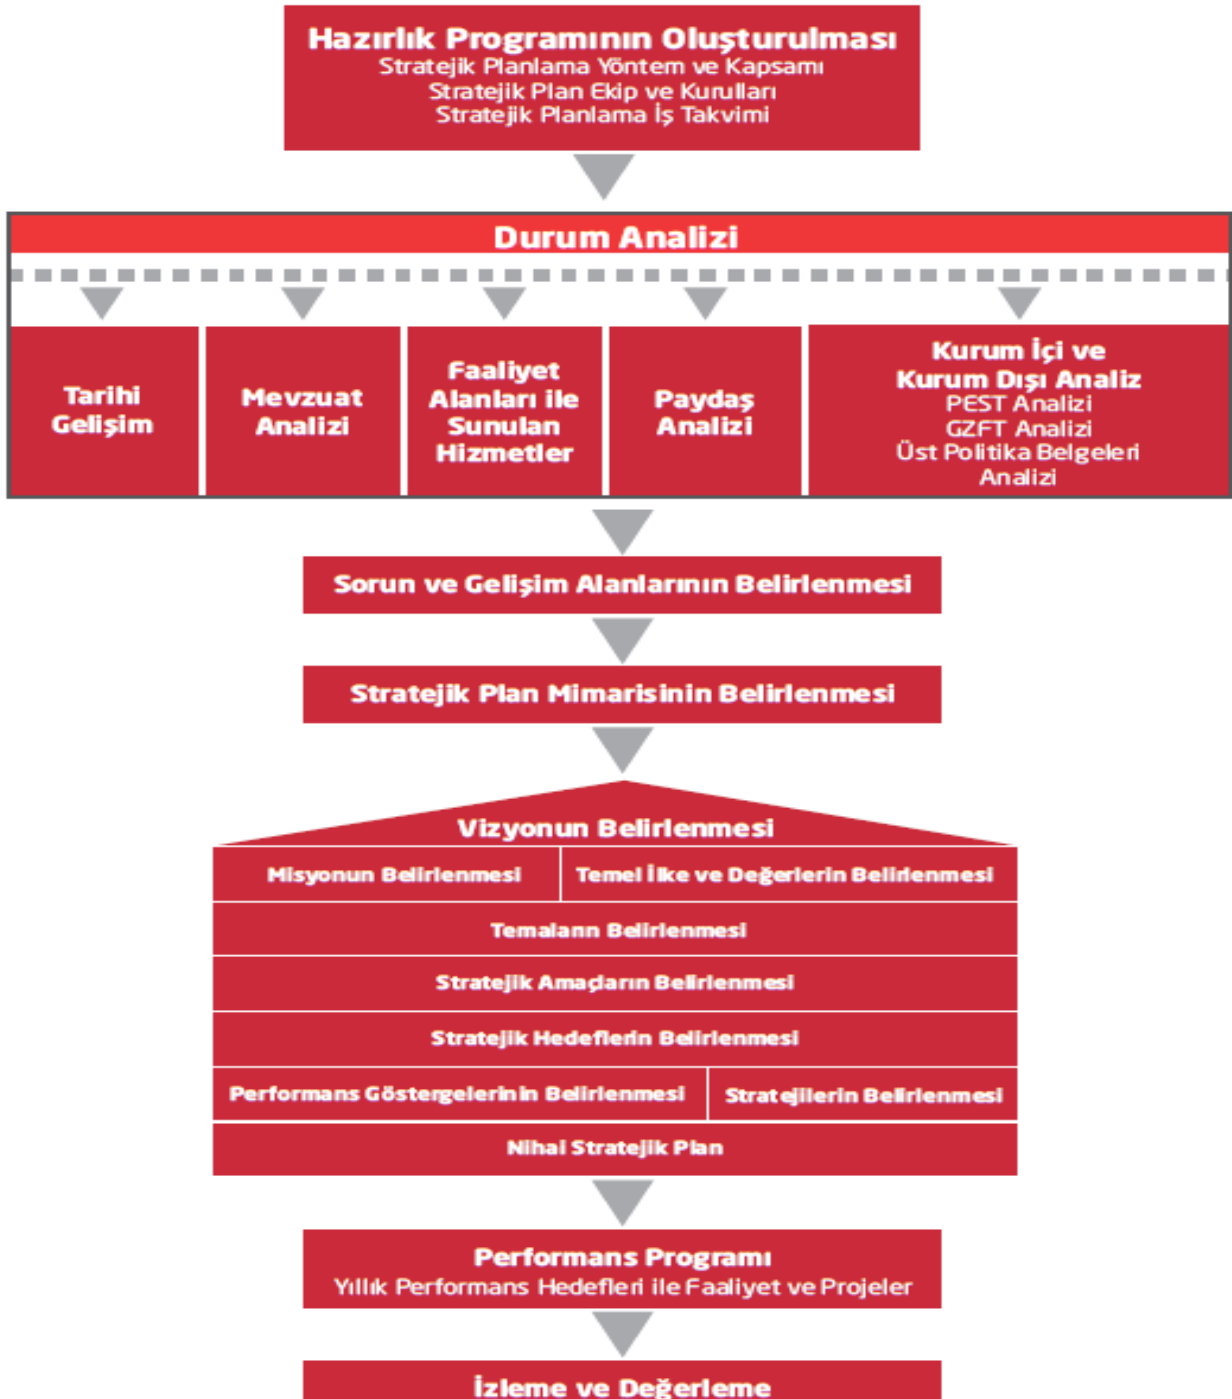 Hazırlık Programının Oluşturulması
Stratejik Planlama Yöntem ve Kapsamı
Stratejik Plan Ekip ve Kurulları
Stratejik Planlama İş Takvimi
Durum Analizi
Tarihi
Gelişim
Mevzuat
Analizi
Faaliyet
Alanları ile
Sunulan
Hizmetler
Paydaş
Analizi
Kurum İçi ve
Kurum Dışı Analiz
PEST Analizi
GZFT Analizi
Üst Politika Belgeleri
Analizi
Sorun ve Gelişim Alanlarının Belirlenmesi
Stratejik Plan Mimarisinin Belirlenmesi
Vizyonun Belirlenmesi
Misyonun Belirlenmesi
Temel İlke ve Değerlerin Belirlenmesi
Temaların Belirlenmesi
Stratejik Amaçların Belirlenmesi
Stratejik Hedeflerin Belirlenmesi
Performans Göstergelerinin Belirlenmesi
Stratejilerin Belirlenmesi
Nihai Stratejik Plan
Performans Programı
Yıllık Performans Hedefleri ile Faaliyet ve Projeler
İzleme ve Değerleme